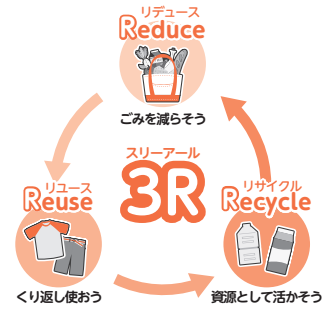 リデュース
Reduce
ごみを減らそう
スリーアール
3R
リユース
Reuse
くり返し使おう
リサイクル
Recycle
資源として活かそう